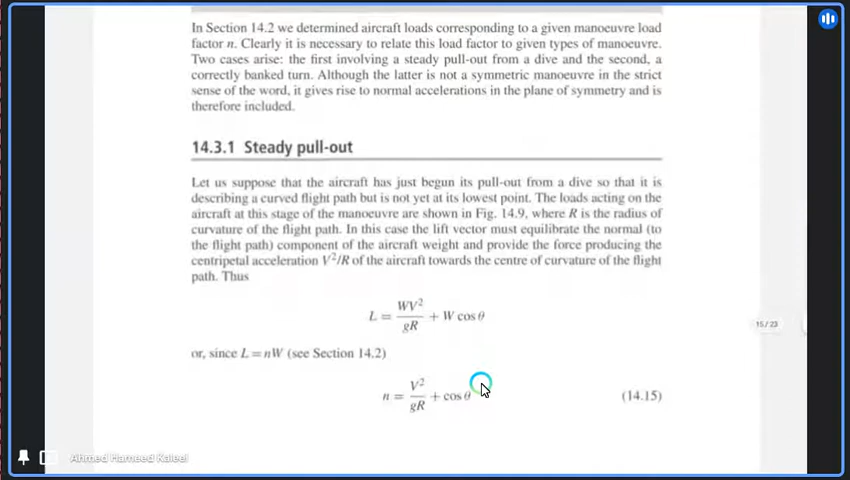 In Section 14.2 we determined aircraft loads corresponding to a given manoeuvre load
factor n. Clearly it is necessary to relate this load factor to given types of manoeuvre.
Two cases arise: the first involving a steady pull-out from a dive and the second, a
correctly banked turn. Although the latter is not a symmetric manoeuvre in the strict
sense of the word, it gives rise to normal accelerations in the plane of symmetry and is
therefore included.
14.3.1 Steady pull-out
Let us suppose that the aircraft has just begun its pull-out from a dive so that it is
describing a curved flight path but is not yet at its lowest point. The loads acting on the
aircraft at this stage of the manoeuvre are shown in Fig. 14.9, where R is the radius of
curvature of the flight path. In this case the lift vector must equilibrate the normal (to
the flight path) component of the aircraft weight and provide the force producing the
centripetal acceleration V²/R of the aircraft towards the centre of curvature of the flight
path. Thus
L = WV²/gR + W cos θ
15/23
or, since L = nW (see Section 14.2)
n = V²/gR + cos θ (14.15)
Ahmed Hameed Kaleel